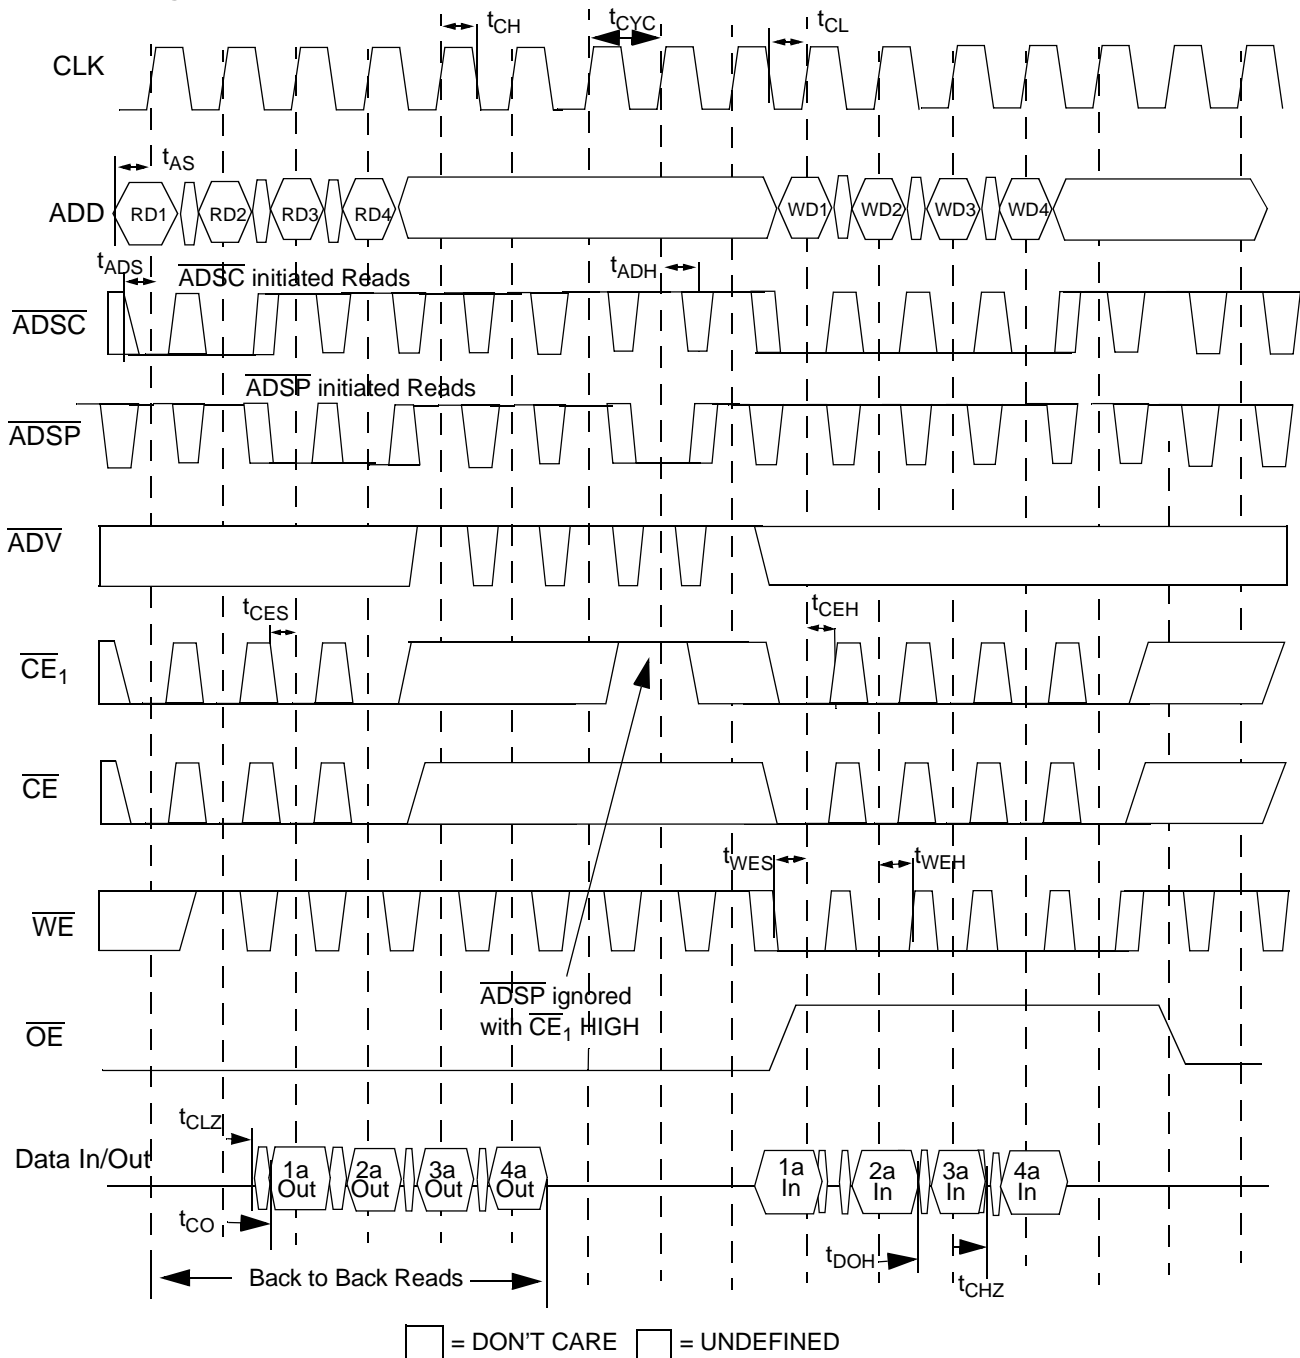 tCH
tCYC
tCL
CLK
tAS
ADD
RD1
RD2
RD3
RD4
WD1
WD2
WD3
WD4
tADS
ADSC initiated Reads
tADH
ADSC
ADSP initiated Reads
ADSP
ADV
tCES
tCEH
CE1
CE
tWES
tWEH
WE
ADSP ignored
with CE1 HIGH
OE
tCLZ
Data In/Out
1a
Out
2a
Out
3a
Out
4a
Out
1a
In
2a
In
3a
In
4a
In
tCO
tDOH
tCHZ
Back to Back Reads
= DON'T CARE
= UNDEFINED